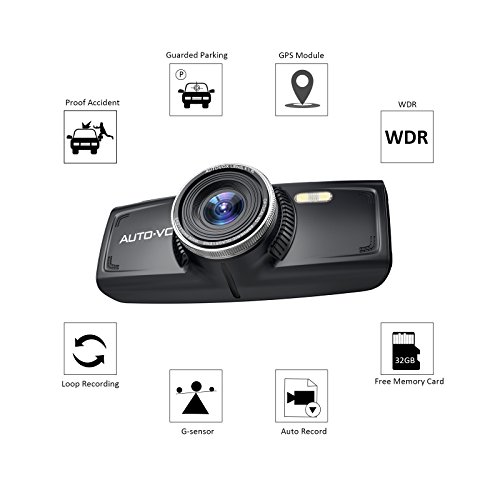 Guarded Parking
P
GPS Module
Proof Accident
WDR
WDR
AUTO-VO
Loop Recording
G-sensor
Auto Record
32GB
Free Memory Card